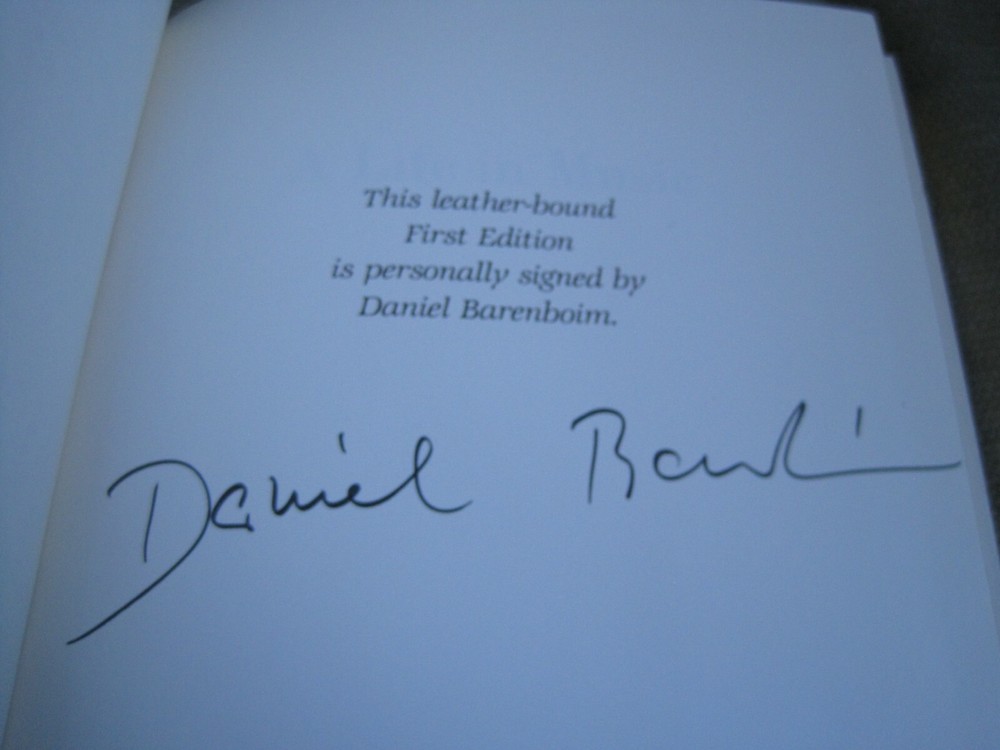 This leather-bound
First Edition
is personally signed by
Daniel Barenboim.
Daniel